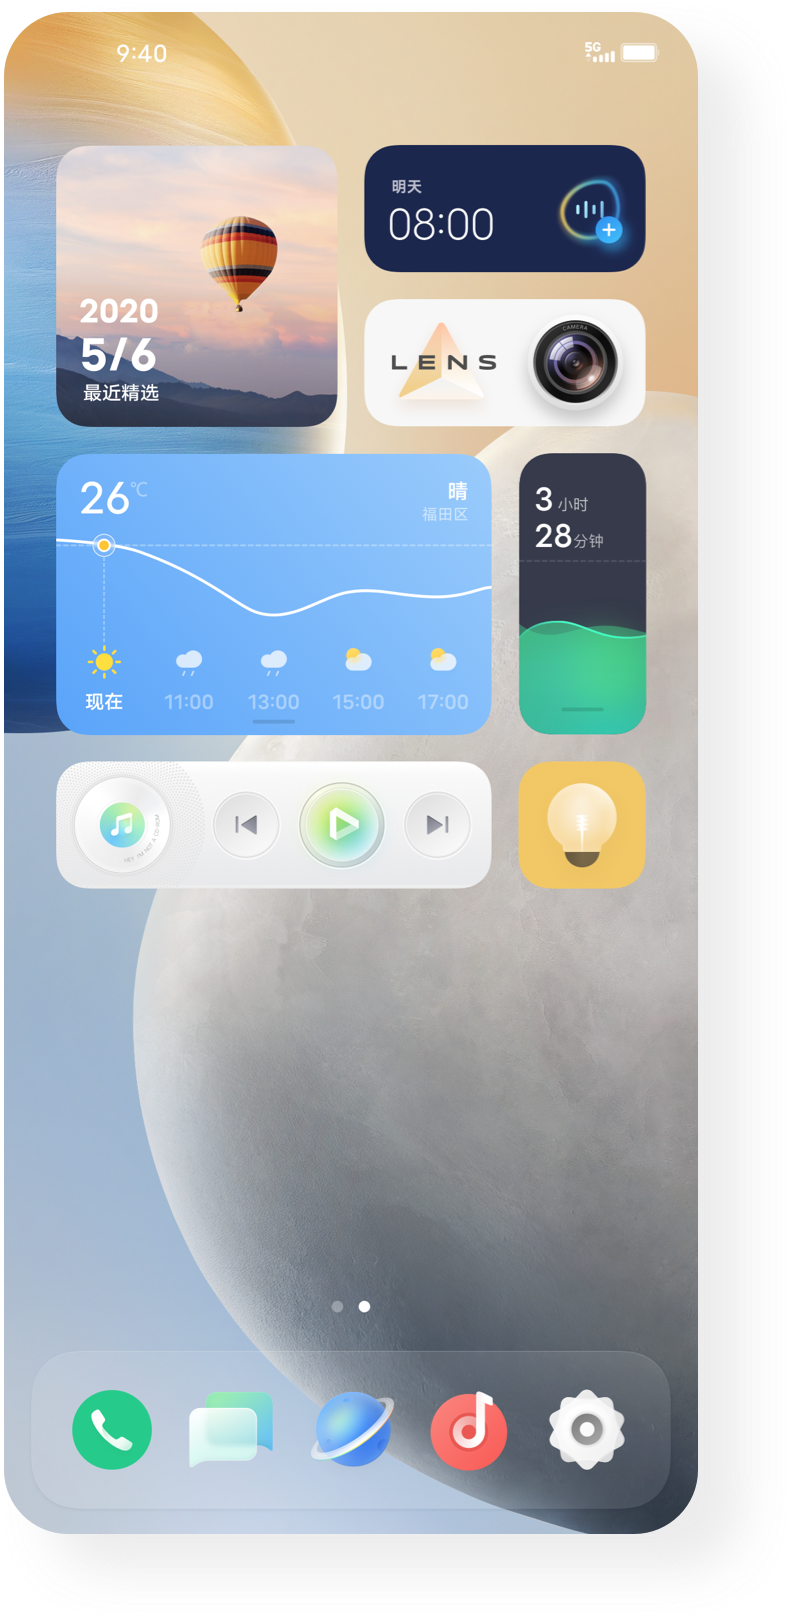 9:40
5G
明天
08:00
2020
5/6
最近精选
LENS
CAMERA
26°C
晴
福田区
3 小时
28分钟
现在
11:00
13:00
15:00
17:00
HEY I'M NOT A CD-ROM